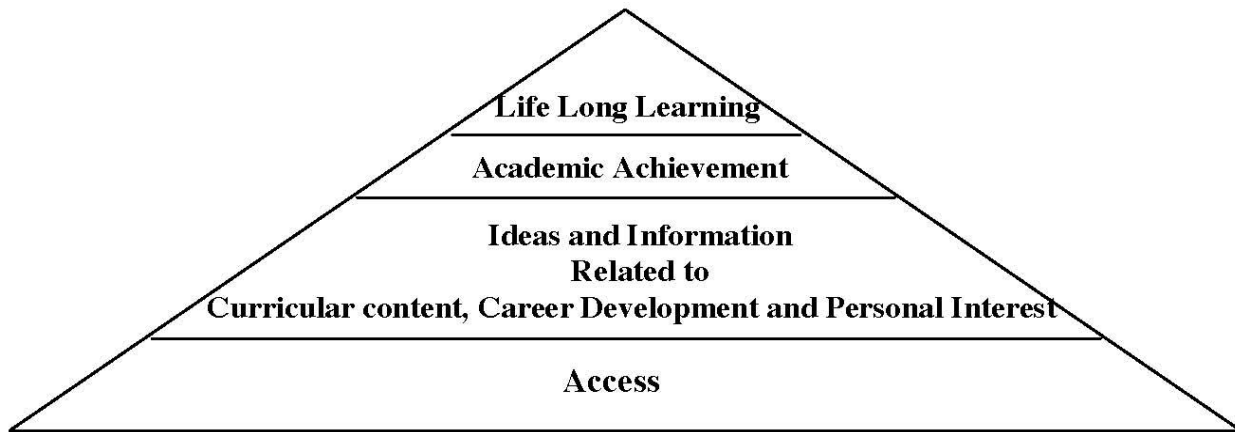 Life Long Learning
Academic Achievement
Ideas and Information
Related to
Curricular content, Career Development and Personal Interest
Access